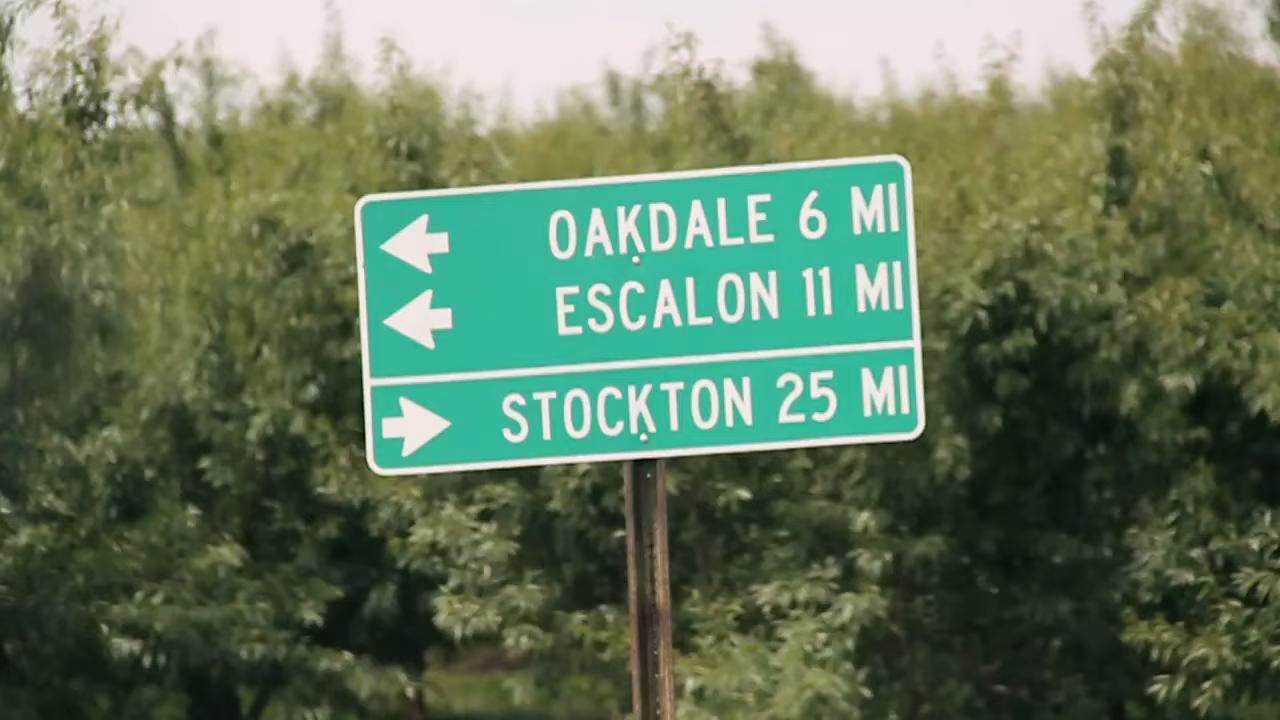 OAKDALE 6 MI
ESCALON 11 MI
STOCKTON 25 MI